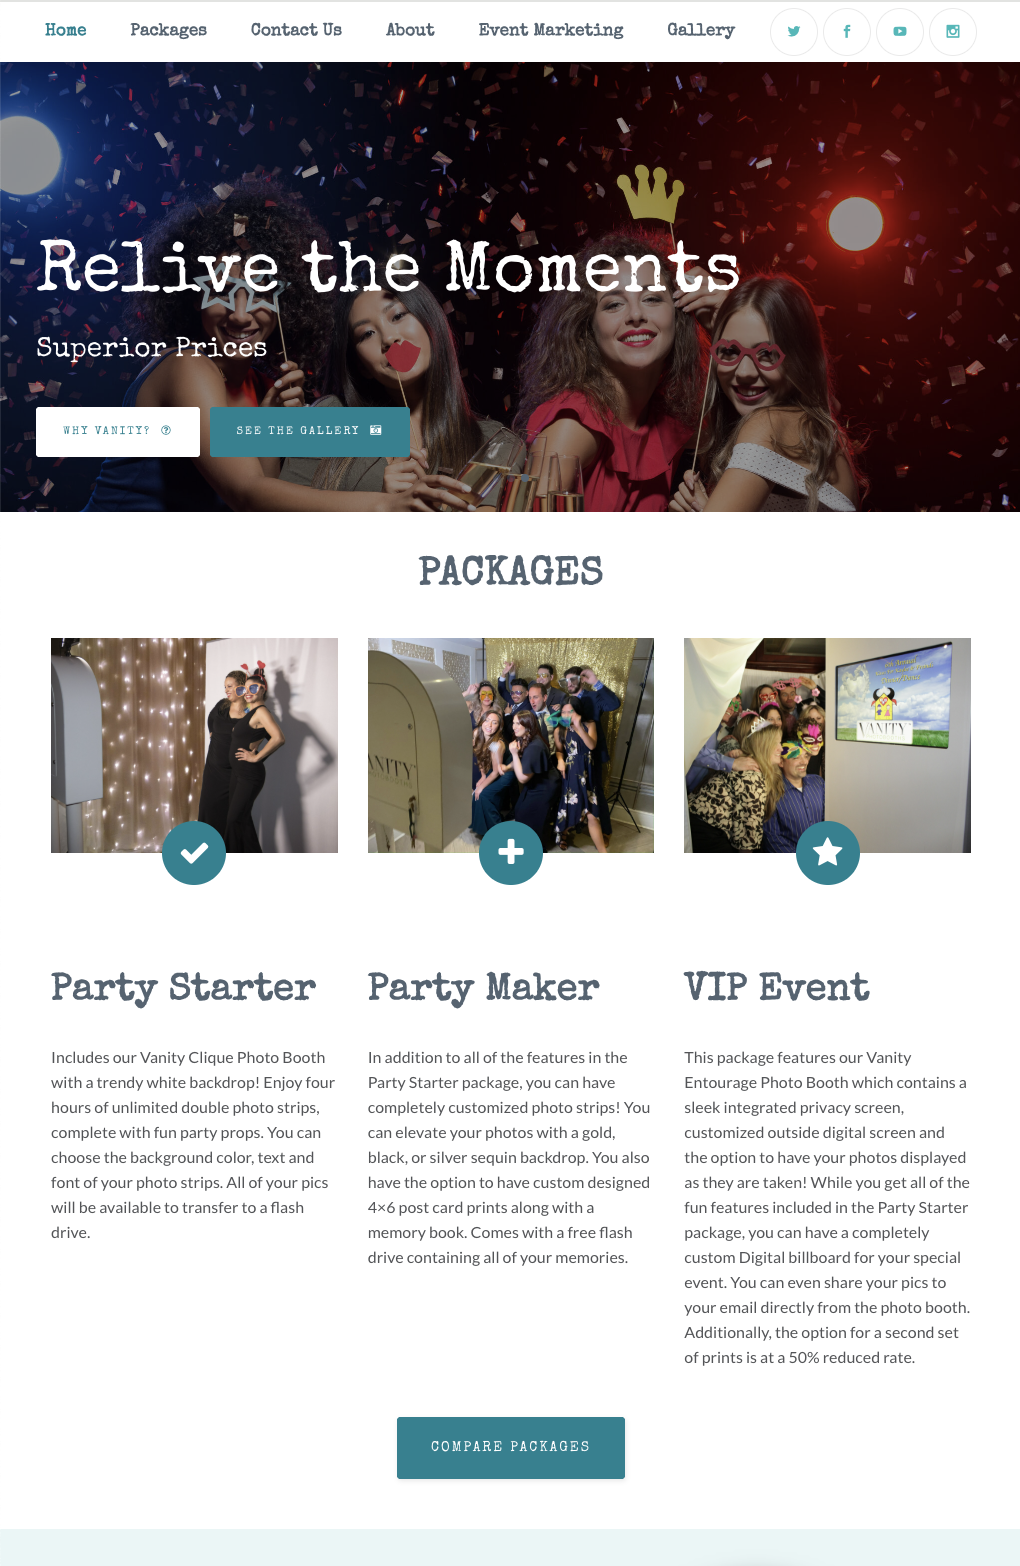 Home Packages Contact Us About Event Marketing Gallery
Relive the Moments
Superior Prices
WHY VANITY?
SEE THE GALLERY
PACKAGES
VANITY
VANITY
Party Starter
Includes our Vanity Clique Photo Booth
with a trendy white backdrop! Enjoy four
hours of unlimited double photo strips,
complete with fun party props. You can
choose the background color, text and
font of your photo strips. All of your pics
will be available to transfer to a flash
drive.
Party Maker
In addition to all of the features in the
Party Starter package, you can have
completely customized photo strips! You
can elevate your photos with a gold,
black, or silver sequin backdrop. You also
have the option to have custom designed
4×6 post card prints along with a
memory book. Comes with a free flash
drive containing all of your memories.
VIP Event
This package features our Vanity
Entourage Photo Booth which contains a
sleek integrated privacy screen,
customized outside digital screen and
the option to have your photos displayed
as they are taken! While you get all of the
fun features included in the Party Starter
package, you can have a completely
custom Digital billboard for your special
event. You can even share your pics to
your email directly from the photo booth.
Additionally, the option for a second set
of prints is at a 50% reduced rate.
COMPARE PACKAGES